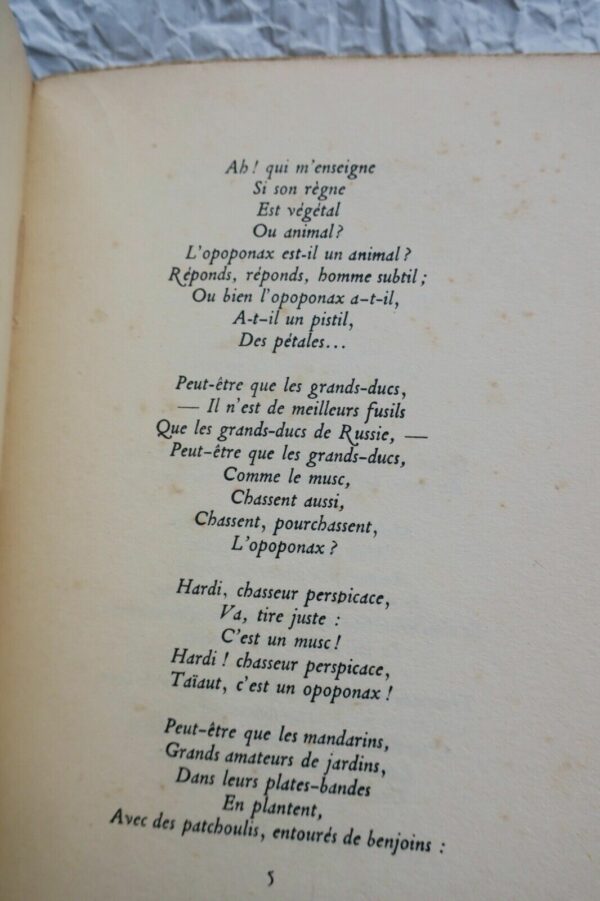 Ah! qui m'enseigne
Si son règne
Est végétal
Ou animal?
L'opoponax est-il un animal?
Réponds, réponds, homme subtil;
Ou bien l'opoponax a-t-il,
A-t-il un pistil,
Des pétales...
Peut-être que les grands-ducs,
— Il n'est de meilleurs fusils
Que les grands-ducs de Russie, —
Peut-être que les grands-ducs,
Comme le musc,
Chassent aussi,
Chassent, pourchassent,
L'opoponax?
Hardi, chasseur perspicace,
Va, tire juste :
C'est un musc!
Hardi! chasseur perspicace,
Taïaut, c'est un opoponax!
Peut-être que les mandarins,
Grands amateurs de jardins,
Dans leurs plates-bandes
En plantent,
Avec des patchoulis, entourés de benjoins :
5